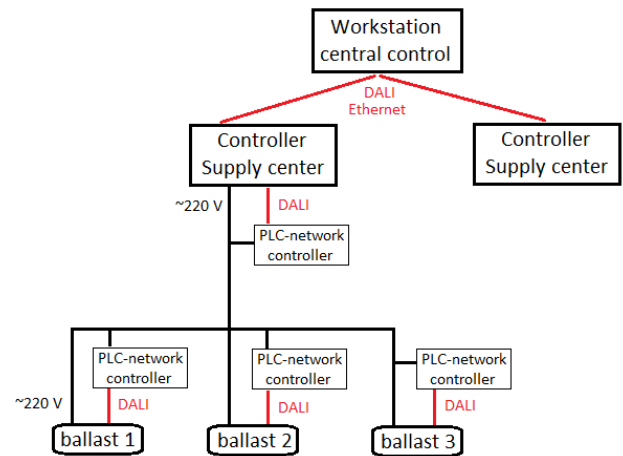 Workstation
central control
DALI
Ethernet
Controller
Supply center
Controller
Supply center
~220 V
DALI
PLC-network
controller
PLC-network
controller
PLC-network
controller
PLC-network
controller
~220 V
DALI
DALI
DALI
ballast 1
ballast 2
ballast 3